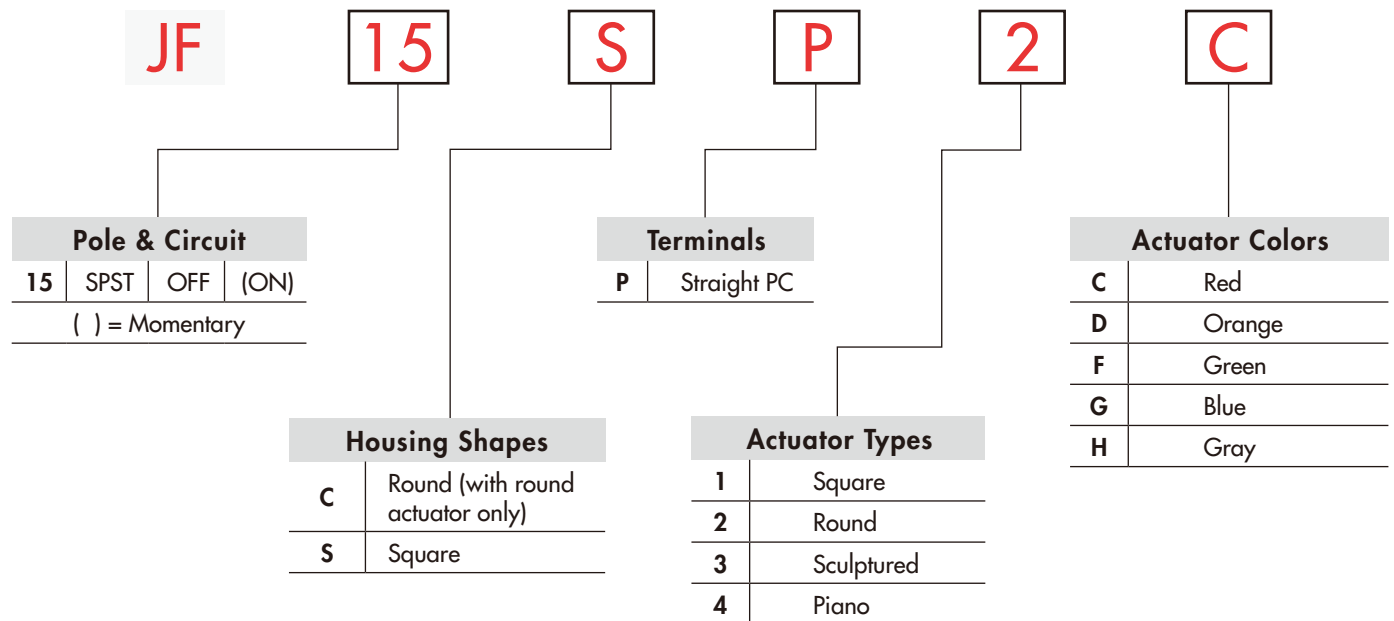 JF 15 S P 2 C
Pole & Circuit
15 SPST OFF (ON)
( ) = Momentary
Housing Shapes
C Round (with round
actuator only)
S Square
Terminals
P Straight PC
Actuator Types
1 Square
2 Round
3 Sculptured
4 Piano
Actuator Colors
C Red
D Orange
F Green
G Blue
H Gray